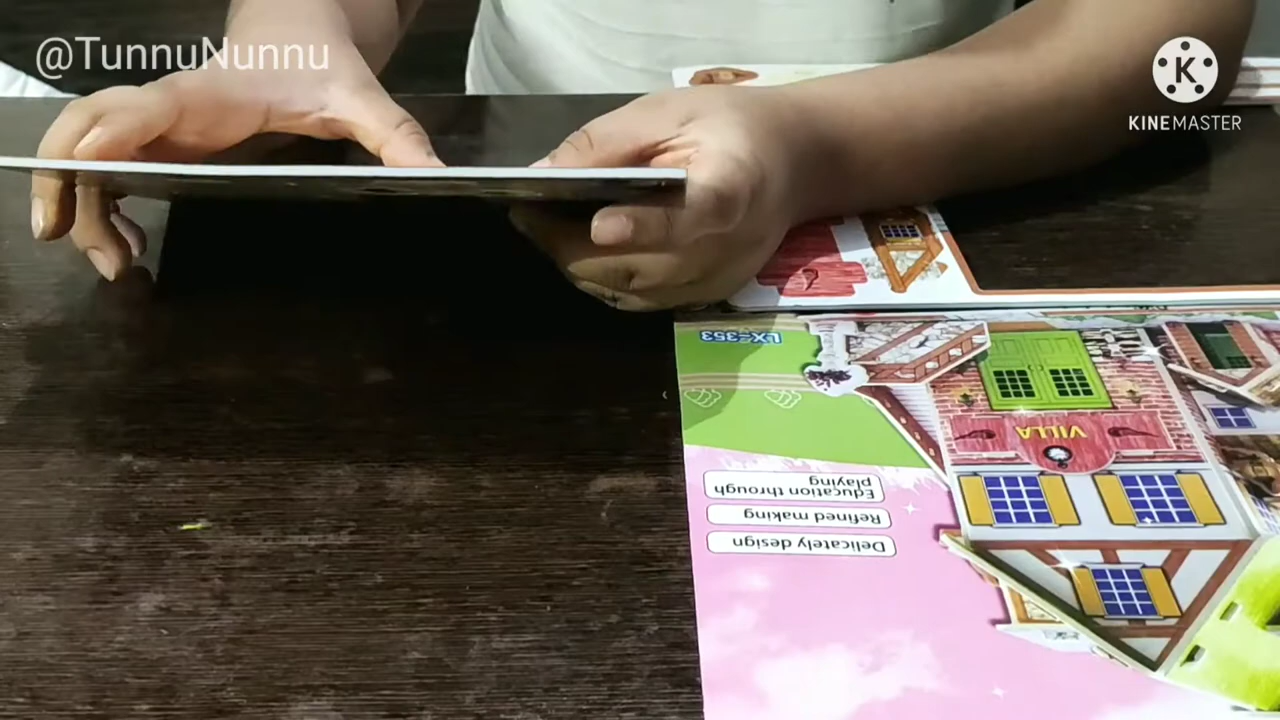 @TunnuNunnu
KINEMASTER
LX-353
VILLA
Education through
playing
Refined making
Delicately design